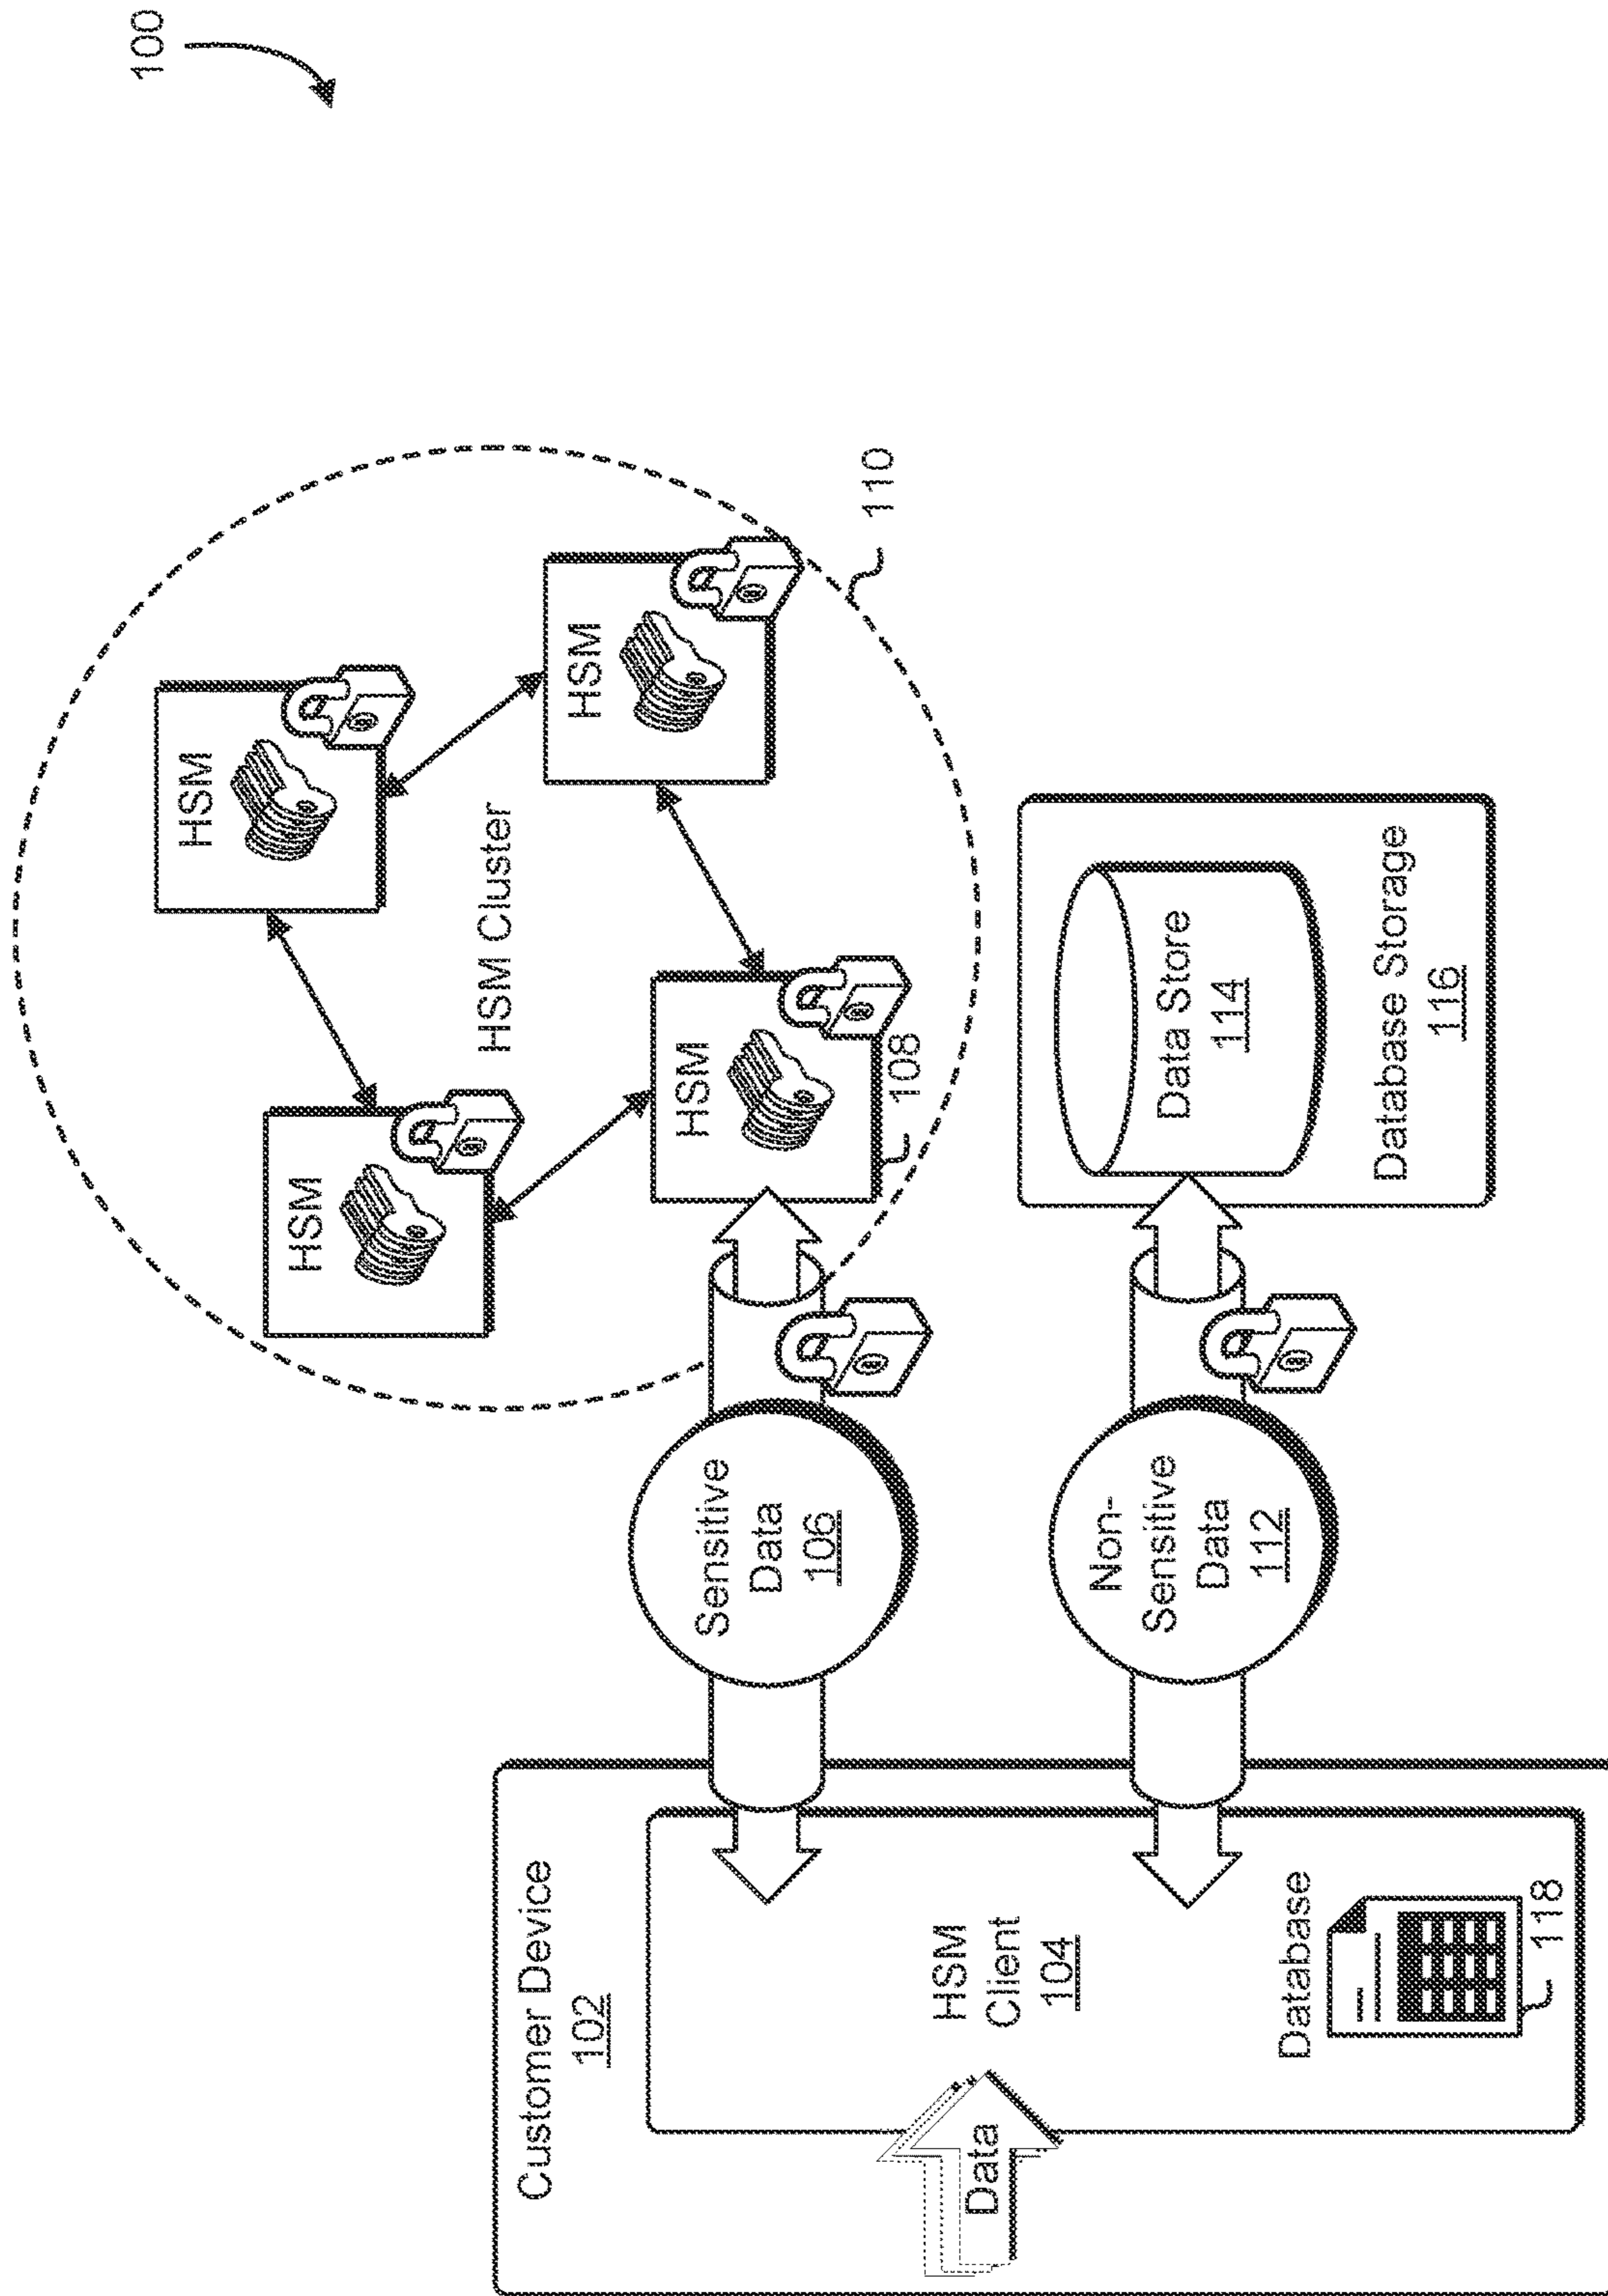 100
HSM
HSM
HSM Cluster
HSM
HSM
108
110
Customer Device
102
Data
HSM
Client
104
Database
118
Sensitive
Data
106
Non-
Sensitive
Data
112
Data Store
114
Database Storage
116